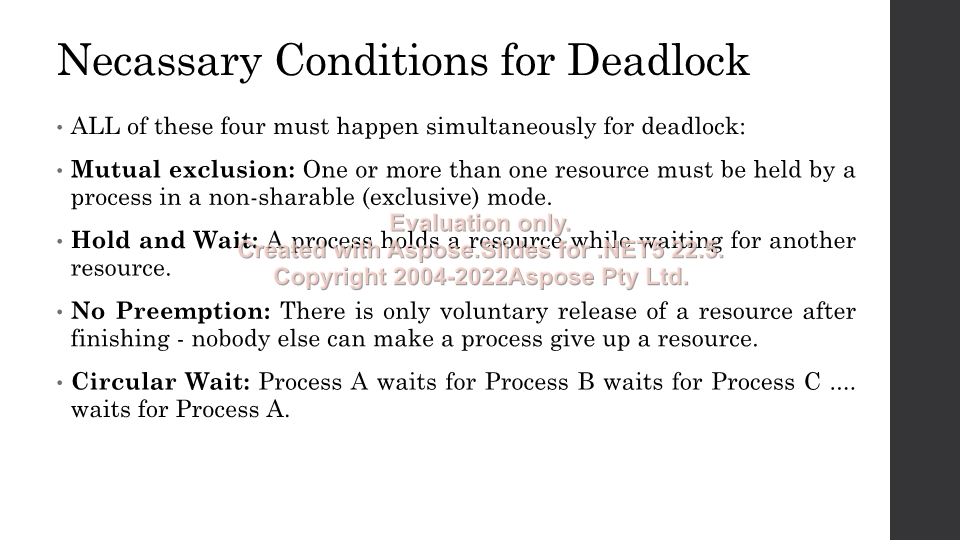 Necassary Conditions for Deadlock
• ALL of these four must happen simultaneously for deadlock:
• Mutual exclusion: One or more than one resource must be held by a
process in a non-sharable (exclusive) mode.
• Hold and Wait: A process holds a resource while waiting for another
resource.
• No Preemption: There is only voluntary release of a resource after
finishing - nobody else can make a process give up a resource.
• Circular Wait: Process A waits for Process B waits for Process C ....
waits for Process A.
Evaluation only.
Created with Aspose.Slides for .NET5 22.5.
Copyright 2004-2022Aspose Pty Ltd.